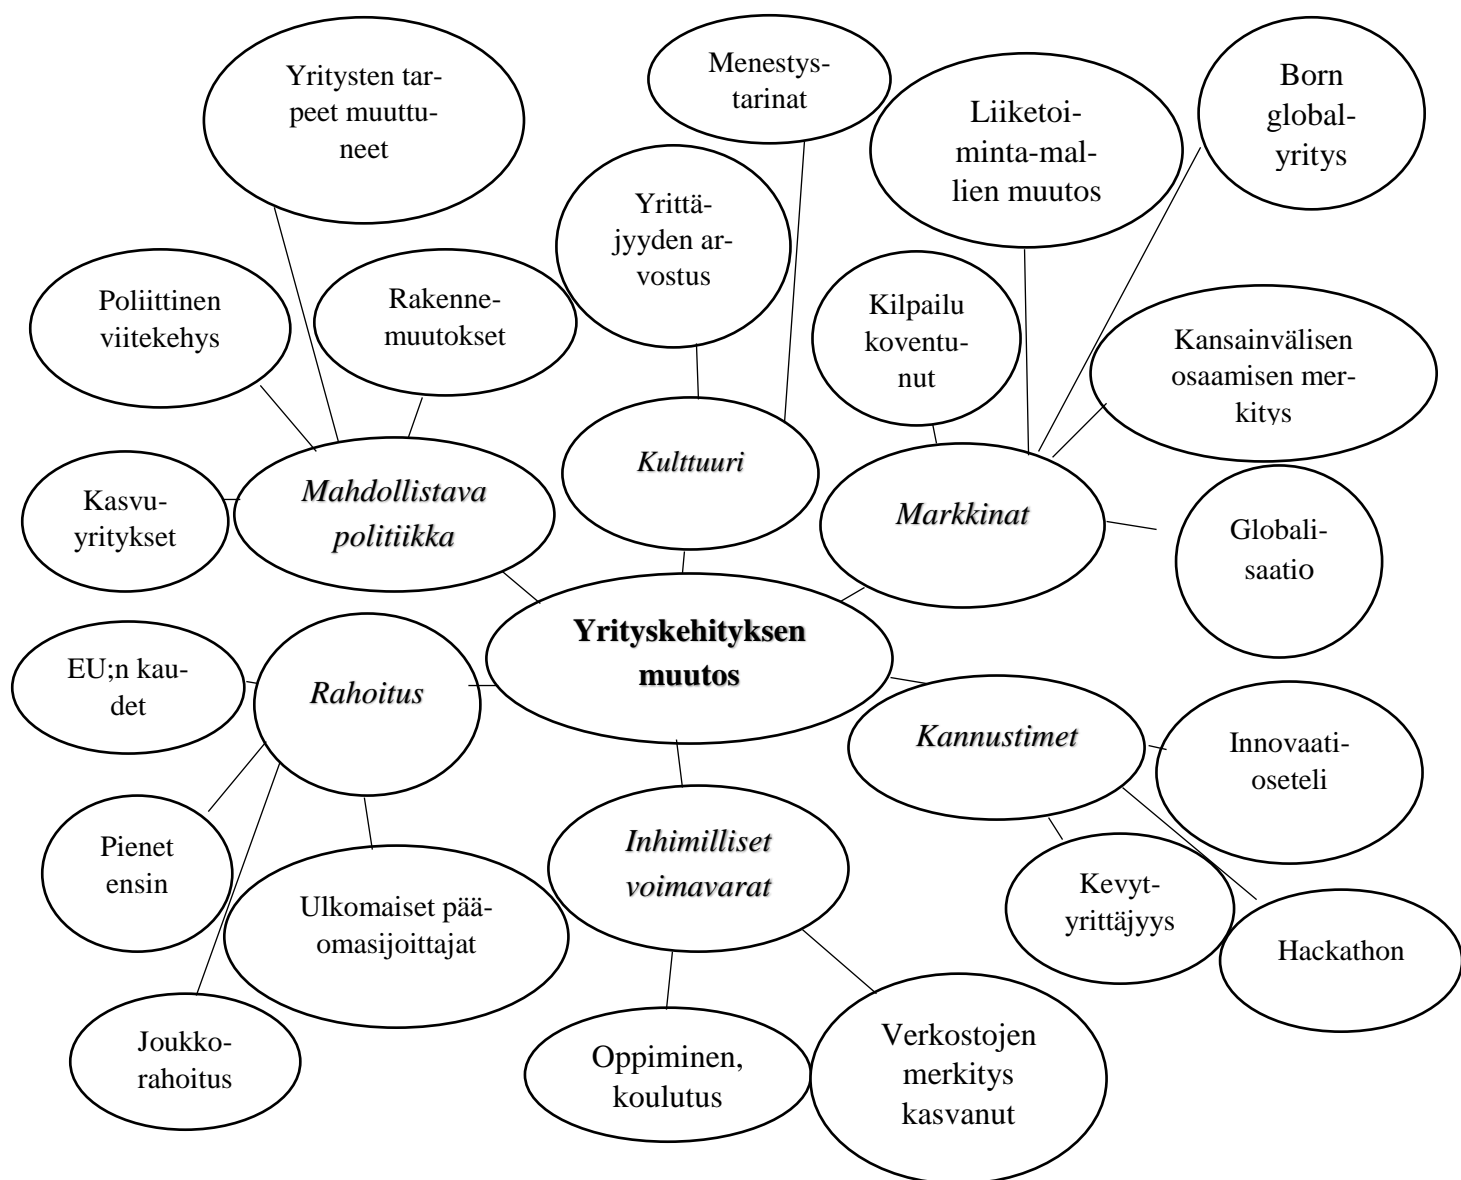 Yritysten tar-
peet muuttu-
neet
Menestys-
tarinat
Liiketoi-
minta-mal-
lien muutos
Born
global-
yritys
Yrittä-
jyyden ar-
vostus
Poliittinen
viitekehys
Rakenne-
muutokset
Kilpailu
koventu-
nut
Kansainvälisen
osaamisen mer-
kitys
Kasvu-
yritykset
Mahdollistava
politiikka
Kulttuuri
Markkinat
Globali-
saatio
EU;n kau-
det
Rahoitus
Yrityskehityksen
muutos
Kannustimet
Innovaati-
oseteli
Pienet
ensin
Ulkomaiset pää-
omasijoittajat
Inhimilliset
voimavarat
Kevyt-
yrittäjyys
Hackathon
Joukko-
rahoitus
Oppiminen,
koulutus
Verkostojen
merkitys
kasvanut